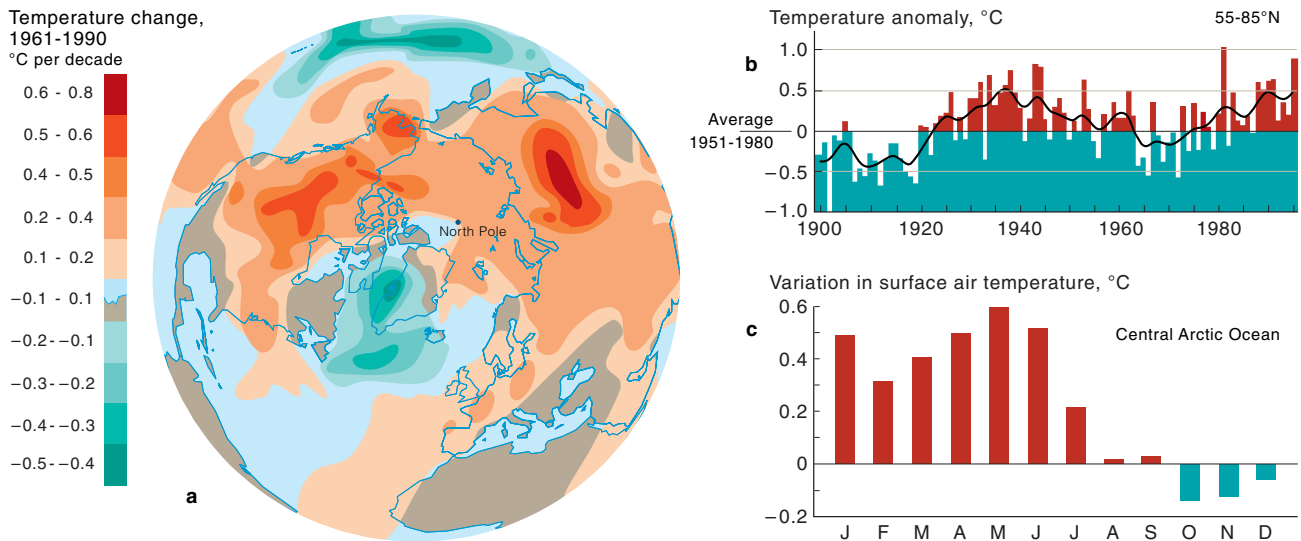 Temperature change,
1961-1990
°C per decade
0.6 - 0.8
0.5 - 0.6
0.4 - 0.5
0.2 - 0.4
0.1 - 0.2
−0.1 - 0.1
−0.2- −0.1
−0.3- −0.2
−0.4- −0.3
−0.5- −0.4
North Pole
a
Temperature anomaly, °C
55-85°N
b
1.0
0.5
Average
0
1951-1980
−0.5
−1.0
1900 1920 1940 1960 1980
Variation in surface air temperature, °C
c
Central Arctic Ocean
0.6
0.4
0.2
0
−0.2
J F M A M J J A S O N D